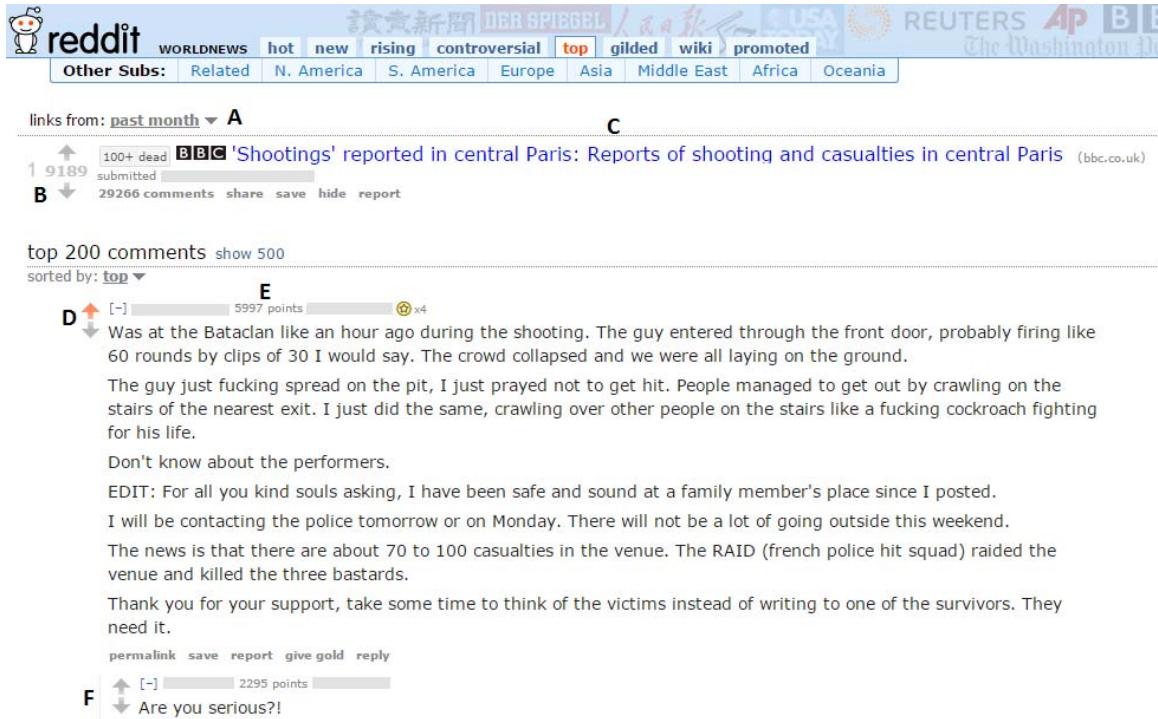 讀賣新聞 DER SPIEGEL USA TODAY REUTERS AP B B
The Washington Po
reddit WORLDNEWS hot new rising controversial top gilded wiki promoted
Other Subs: Related N. America S. America Europe Asia Middle East Africa Oceania
links from: past month A
C
100+ dead BBC 'Shootings' reported in central Paris: Reports of shooting and casualties in central Paris (bbc.co.uk)
1 9189 submitted
B 29266 comments share save hide report
top 200 comments show 500
sorted by: top
E
D [-] 5997 points x4
Was at the Bataclan like an hour ago during the shooting. The guy entered through the front door, probably firing like
60 rounds by clips of 30 I would say. The crowd collapsed and we were all laying on the ground.
The guy just fucking spread on the pit, I just prayed not to get hit. People managed to get out by crawling on the
stairs of the nearest exit. I just did the same, crawling over other people on the stairs like a fucking cockroach fighting
for his life.
Don't know about the performers.
EDIT: For all you kind souls asking, I have been safe and sound at a family member's place since I posted.
I will be contacting the police tomorrow or on Monday. There will not be a lot of going outside this weekend.
The news is that there are about 70 to 100 casualties in the venue. The RAID (french police hit squad) raided the
venue and killed the three bastards.
Thank you for your support, take some time to think of the victims instead of writing to one of the survivors. They
need it.
permalink save report give gold reply
[-] 2295 points
F Are you serious?!